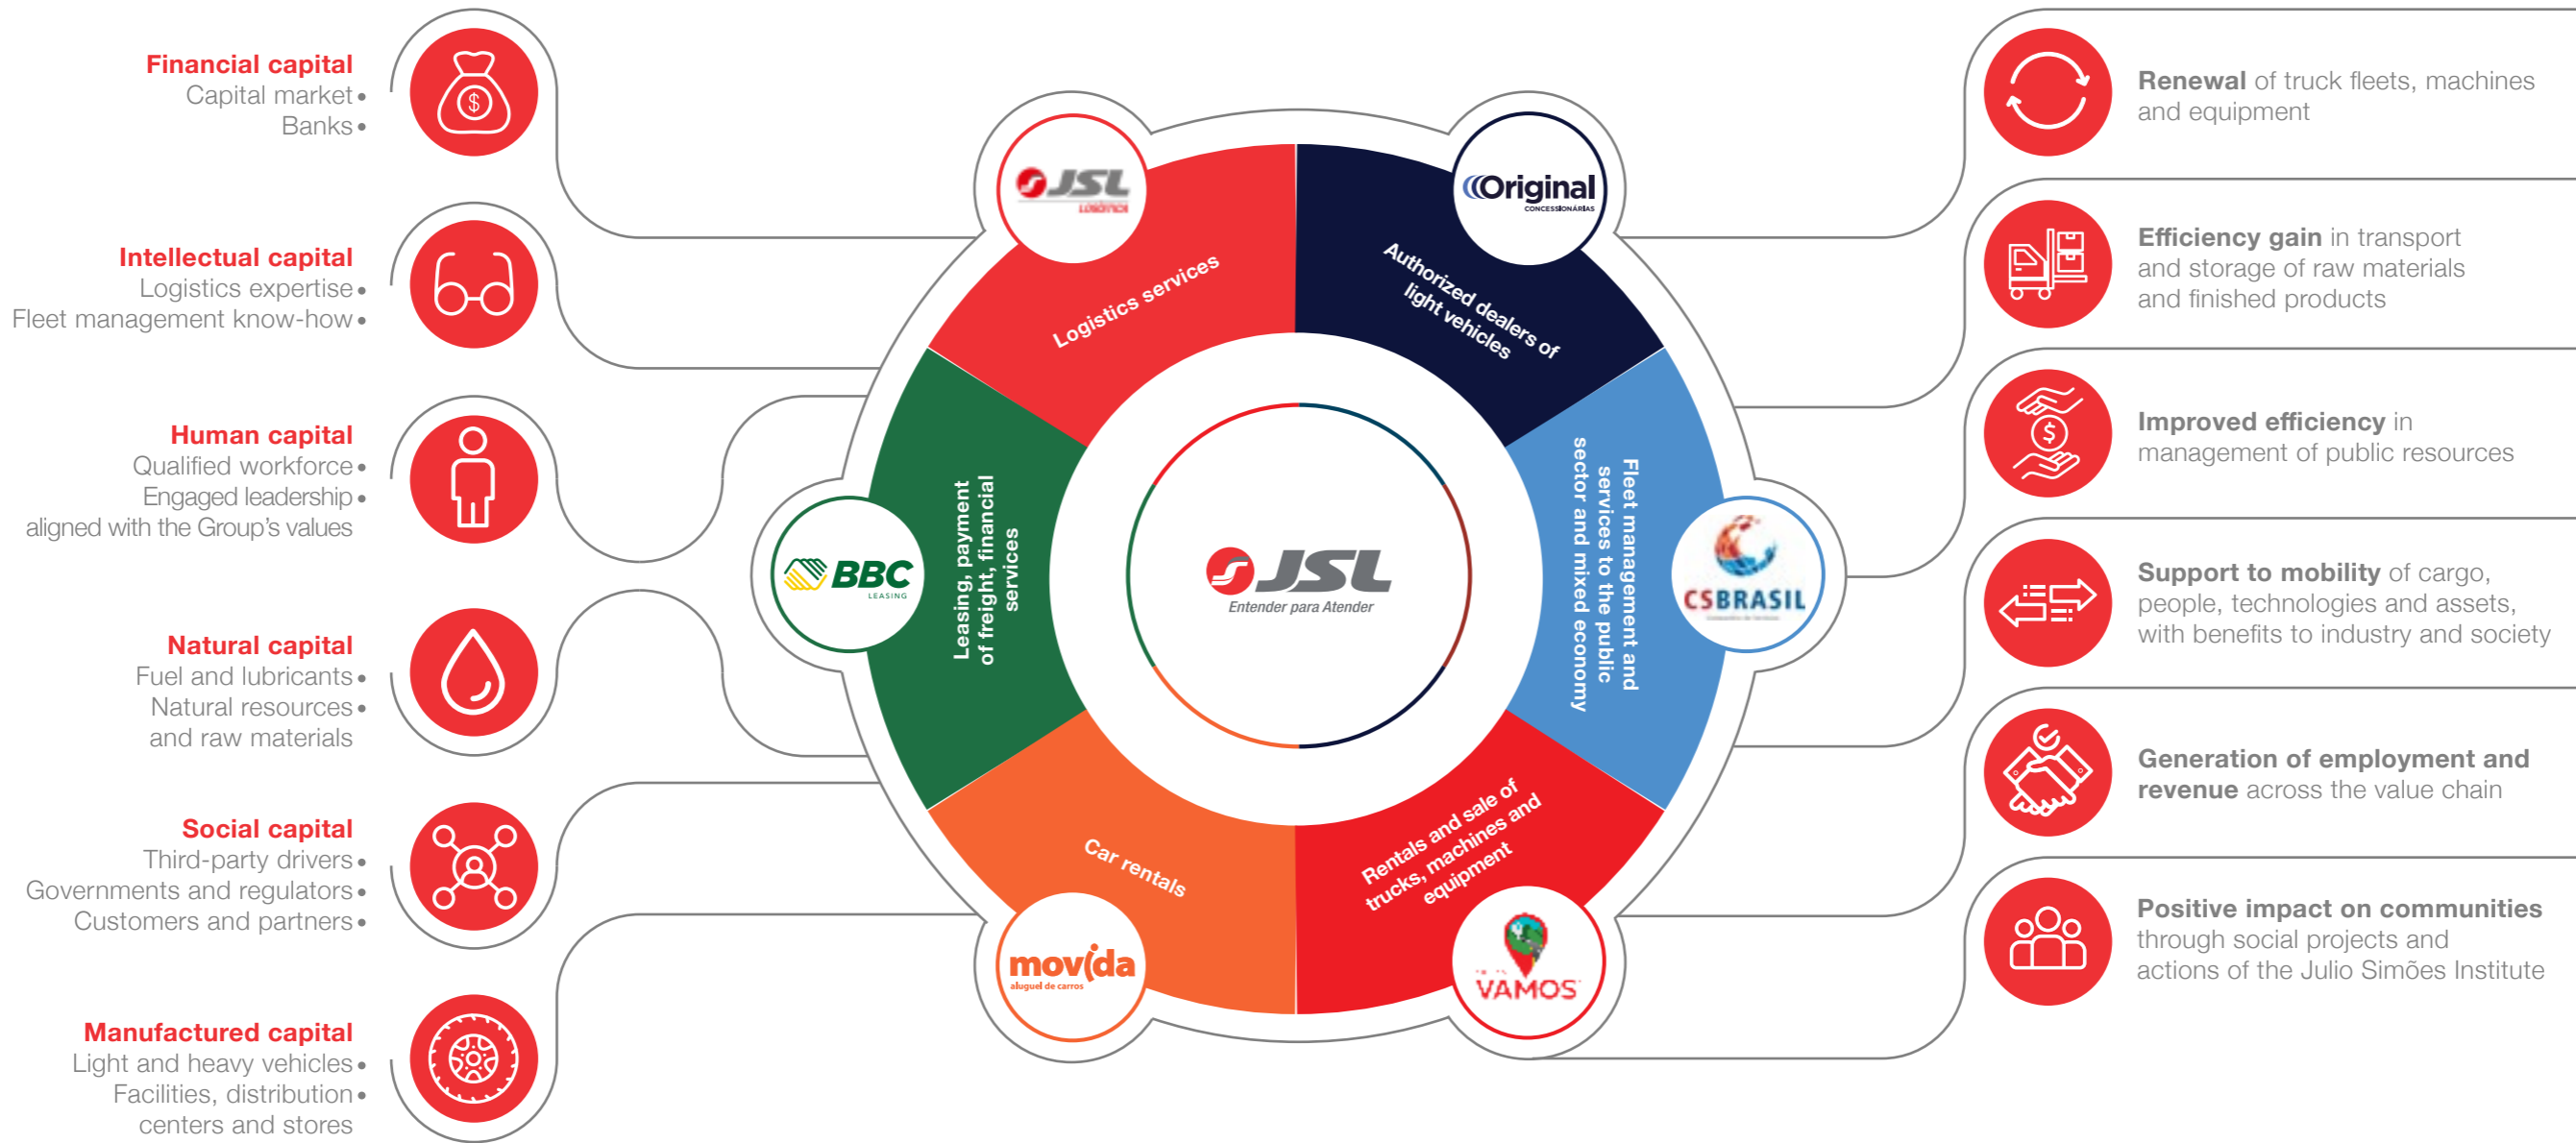 Financial capital
Capital market •
Banks •
Intellectual capital
Logistics expertise •
Fleet management know-how •
Human capital
Qualified workforce •
Engaged leadership •
aligned with the Group's values
Natural capital
Fuel and lubricants •
Natural resources •
and raw materials
Social capital
Third-party drivers •
Governments and regulators •
Customers and partners •
Manufactured capital
Light and heavy vehicles •
Facilities, distribution •
centers and stores
JSL
LOGÍSTICA
Logistics services
Original
CONCESSIONÁRIAS
Authorized dealers of
light vehicles
BBC
LEASING
Leasing, payment
of freight, financial
services
JSL
Entender para Atender
Fleet management and
services to the public
sector and mixed economy
CSBRASIL
Car rentals
movida
aluguel de carros
Rentals and sale of
trucks, machines and
equipment
VAMOS
Renewal of truck fleets, machines
and equipment
Efficiency gain in transport
and storage of raw materials
and finished products
Improved efficiency in
management of public resources
Support to mobility of cargo,
people, technologies and assets,
with benefits to industry and society
Generation of employment and
revenue across the value chain
Positive impact on communities
through social projects and
actions of the Julio Simões Institute